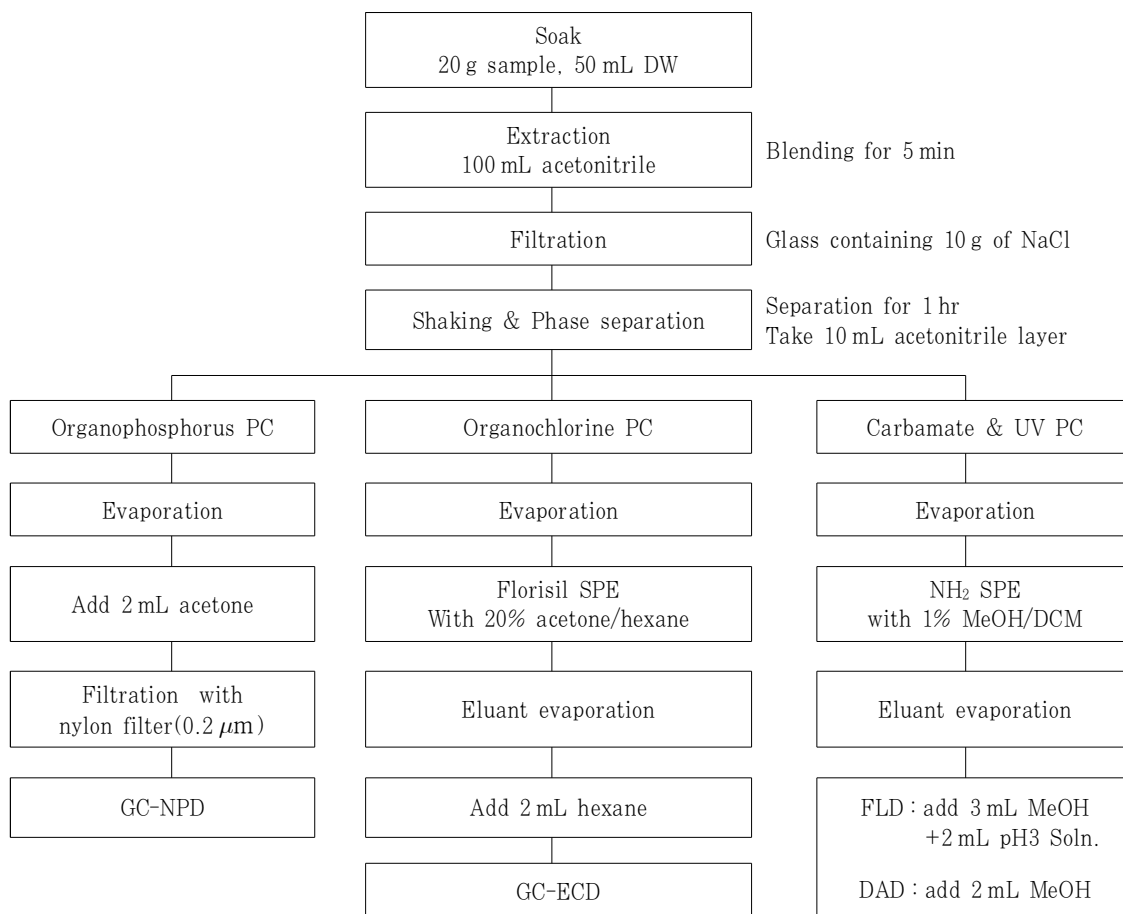 Soak
20 g sample, 50 mL DW
Extraction
100 mL acetonitrile
Blending for 5 min
Filtration
Glass containing 10 g of NaCl
Shaking & Phase separation
Separation for 1 hr
Take 10 mL acetonitrile layer
Organophosphorus PC
Evaporation
Add 2 mL acetone
Filtration with
nylon filter(0.2 μm)
GC-NPD
Organochlorine PC
Evaporation
Florisil SPE
With 20% acetone/hexane
Eluant evaporation
Add 2 mL hexane
GC-ECD
Carbamate & UV PC
Evaporation
NH₂ SPE
with 1% MeOH/DCM
Eluant evaporation
FLD : add 3 mL MeOH
+2 mL pH3 Soln.
DAD : add 2 mL MeOH